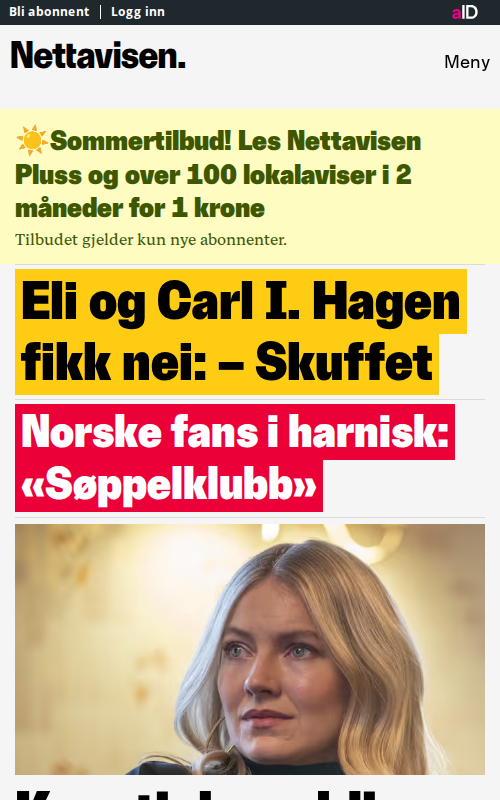 Bli abonnent | Logg inn
aID
Nettavisen.
Meny
☀️Sommertilbud! Les Nettavisen
Pluss og over 100 lokalaviser i 2
måneder for 1 krone
Tilbudet gjelder kun nye abonnenter.
Eli og Carl I. Hagen
fikk nei: – Skuffet
Norske fans i harnisk:
«Søppelklubb»